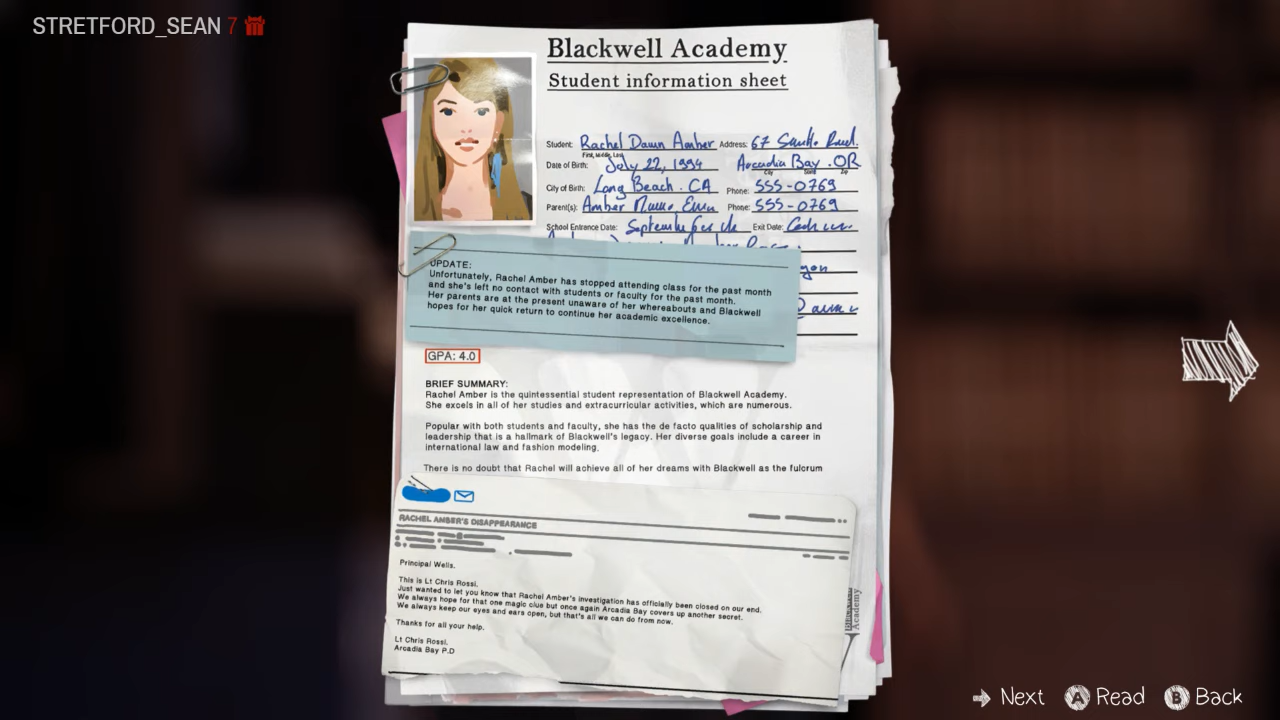 STRETFORD_SEAN 7
Blackwell Academy
Student information sheet
Student: Rachel Dawn Amber Address: 67
First, Middle, Last
Date of Birth: July 22, 1994 Arcadia Bay . OR
City State Zip
City of Birth: Long Beach . CA Phone: 555-0769
Parent(s): Amber Phone: 555-0769
School Entrance Date: Exit Date:
UPDATE:
Unfortunately, Rachel Amber has stopped attending class for the past month
and she's left no contact with students or faculty for the past month.
Her parents are at the present unaware of her whereabouts and Blackwell
hopes for her quick return to continue her academic excellence.
GPA: 4.0
BRIEF SUMMARY:
Rachel Amber is the quintessential student representation of Blackwell Academy.
She excels in all of her studies and extracurricular activities, which are numerous.
Popular with both students and faculty, she has the de facto qualities of scholarship and
leadership that is a hallmark of Blackwell's legacy. Her diverse goals include a career in
international law and fashion modeling.
There is no doubt that Rachel will achieve all of her dreams with Blackwell as the fulcrum
RACHEL AMBER'S DISAPPEARANCE
Principal Wells.
This is Lt Chris Rossi.
Just wanted to let you know that Rachel Amber's investigation has officially been closed on our end.
We always hope for that one magic clue but once again Arcadia Bay covers up another secret.
We always keep our eyes and ears open, but that's all we can do from now.
Thanks for all your help.
Lt Chris Rossi.
Arcadia Bay P.D
Academy
Next A Read B Back